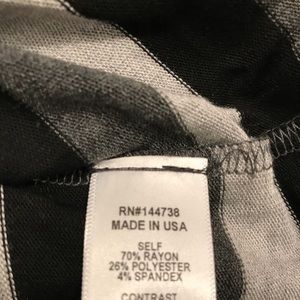 RN#144738
MADE IN USA
SELF
70% RAYON
26% POLYESTER
4% SPANDEX
CONTRAST